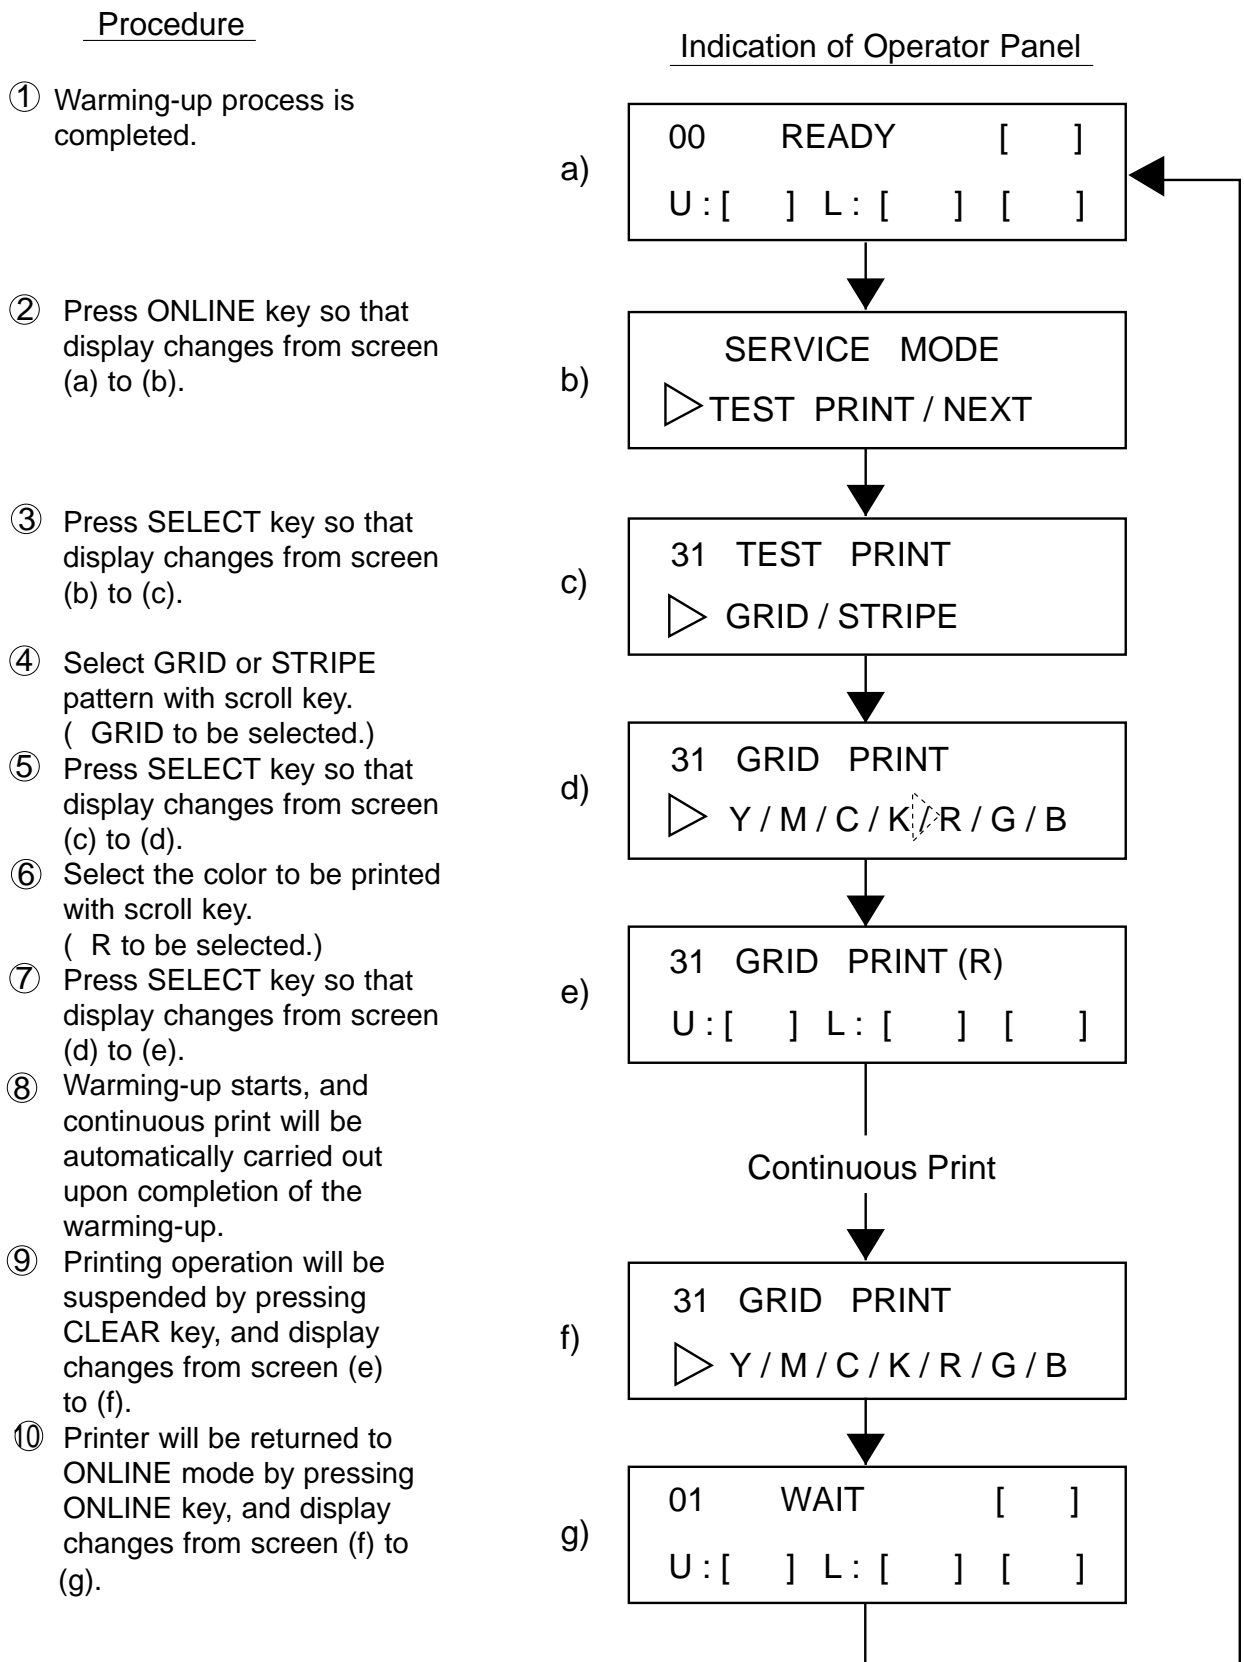 Procedure
① Warming-up process is
completed.
② Press ONLINE key so that
display changes from screen
(a) to (b).
③ Press SELECT key so that
display changes from screen
(b) to (c).
④ Select GRID or STRIPE
pattern with scroll key.
( GRID to be selected.)
⑤ Press SELECT key so that
display changes from screen
(c) to (d).
⑥ Select the color to be printed
with scroll key.
( R to be selected.)
⑦ Press SELECT key so that
display changes from screen
(d) to (e).
⑧ Warming-up starts, and
continuous print will be
automatically carried out
upon completion of the
warming-up.
⑨ Printing operation will be
suspended by pressing
CLEAR key, and display
changes from screen (e)
to (f).
⑩ Printer will be returned to
ONLINE mode by pressing
ONLINE key, and display
changes from screen (f) to
(g).
Indication of Operator Panel
a)
00 READY [ ]
U : [ ] L : [ ] [ ]
b)
SERVICE MODE
TEST PRINT / NEXT
c)
31 TEST PRINT
GRID / STRIPE
d)
31 GRID PRINT
Y / M / C / K / R / G / B
e)
31 GRID PRINT (R)
U : [ ] L : [ ] [ ]
Continuous Print
f)
31 GRID PRINT
Y / M / C / K / R / G / B
g)
01 WAIT [ ]
U : [ ] L : [ ] [ ]